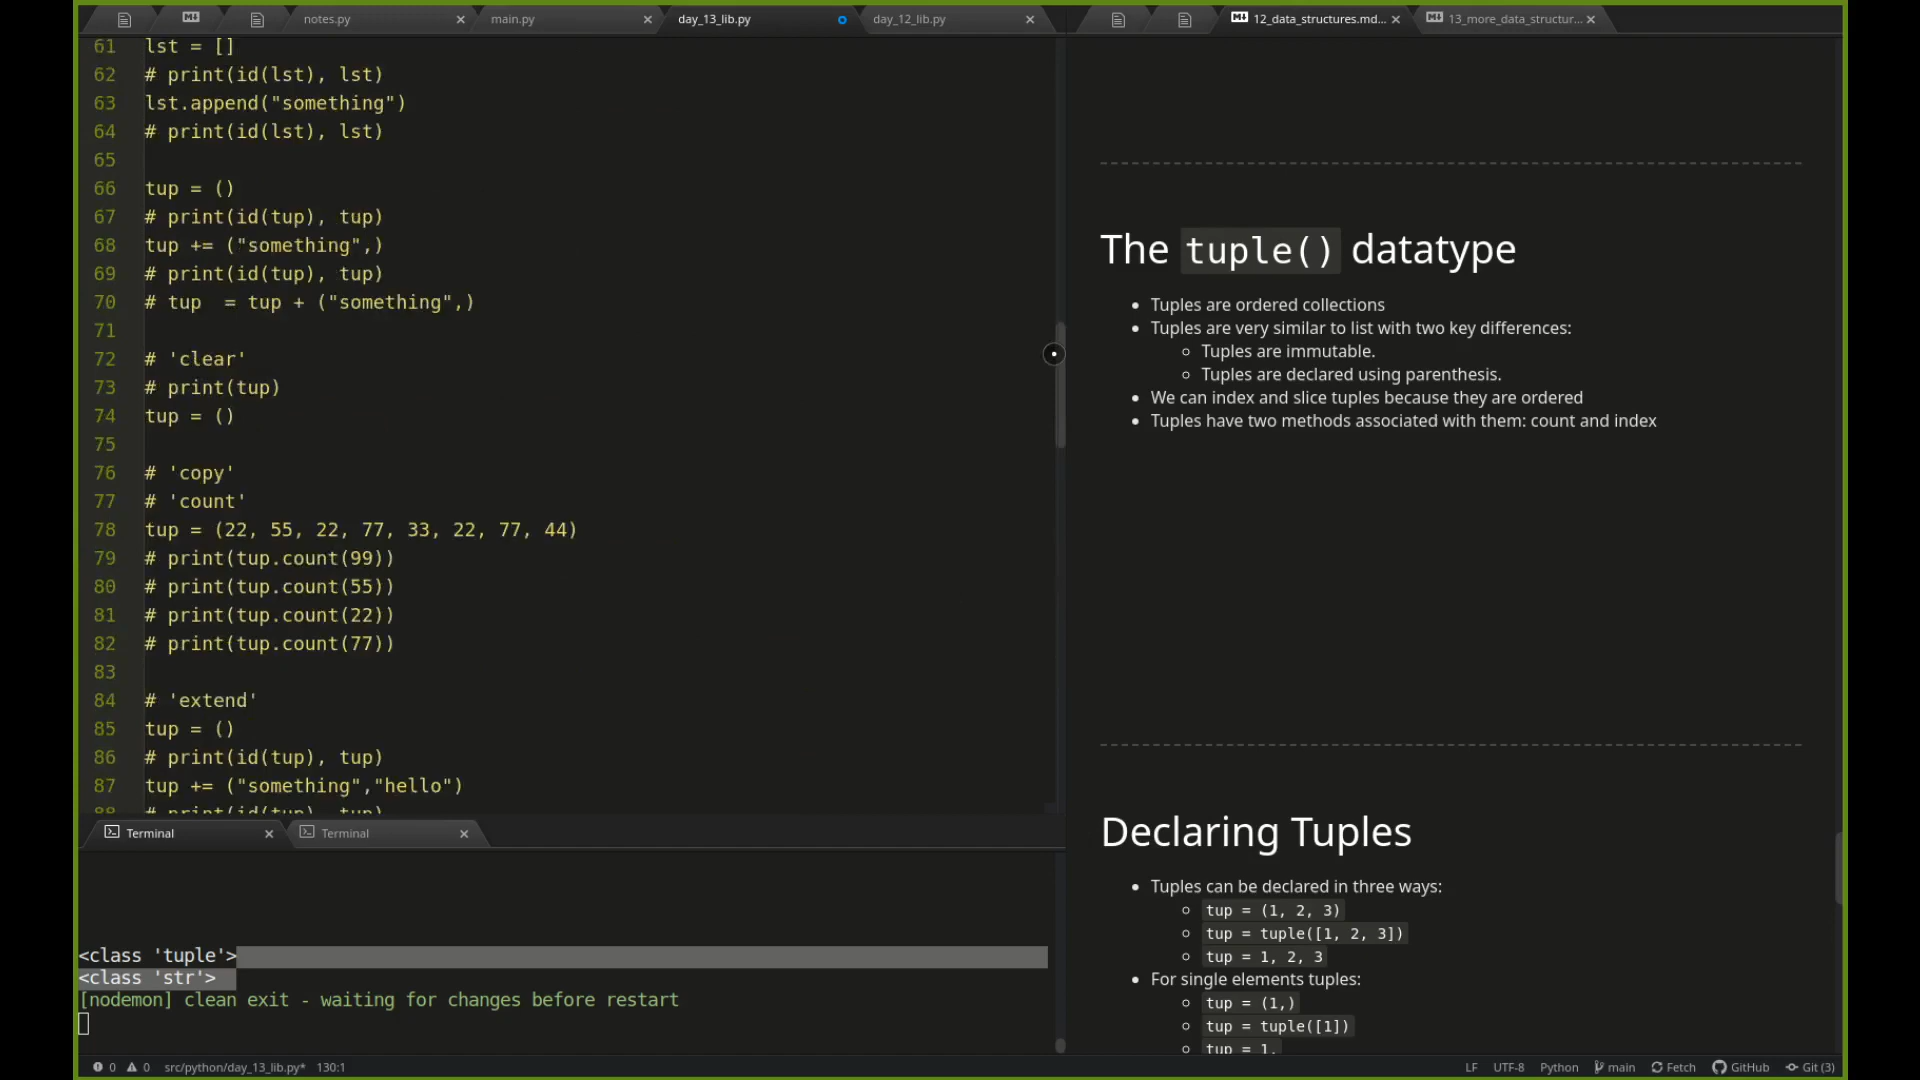 notes.py
main.py
day_13_lib.py
day_12_lib.py
12_data_structures.md...
13_more_data_structur...
61 lst = []
62 # print(id(lst), lst)
63 lst.append("something")
64 # print(id(lst), lst)
65
66 tup = ()
67 # print(id(tup), tup)
68 tup += ("something",)
69 # print(id(tup), tup)
70 # tup  = tup + ("something",)
71
72 # 'clear'
73 # print(tup)
74 tup = ()
75
76 # 'copy'
77 # 'count'
78 tup = (22, 55, 22, 77, 33, 22, 77, 44)
79 # print(tup.count(99))
80 # print(tup.count(55))
81 # print(tup.count(22))
82 # print(tup.count(77))
83
84 # 'extend'
85 tup = ()
86 # print(id(tup), tup)
87 tup += ("something","hello")
88 # print(id(tup), tup)
Terminal
Terminal
<class 'tuple'>
<class 'str'>
[nodemon] clean exit - waiting for changes before restart
The tuple() datatype
• Tuples are ordered collections
• Tuples are very similar to list with two key differences:
◦ Tuples are immutable.
◦ Tuples are declared using parenthesis.
• We can index and slice tuples because they are ordered
• Tuples have two methods associated with them: count and index
Declaring Tuples
• Tuples can be declared in three ways:
◦ tup = (1, 2, 3)
◦ tup = tuple([1, 2, 3])
◦ tup = 1, 2, 3
• For single elements tuples:
◦ tup = (1,)
◦ tup = tuple([1])
◦ tup = 1,
0 0 src/python/day_13_lib.py* 130:1
LF UTF-8 Python main Fetch GitHub Git (3)